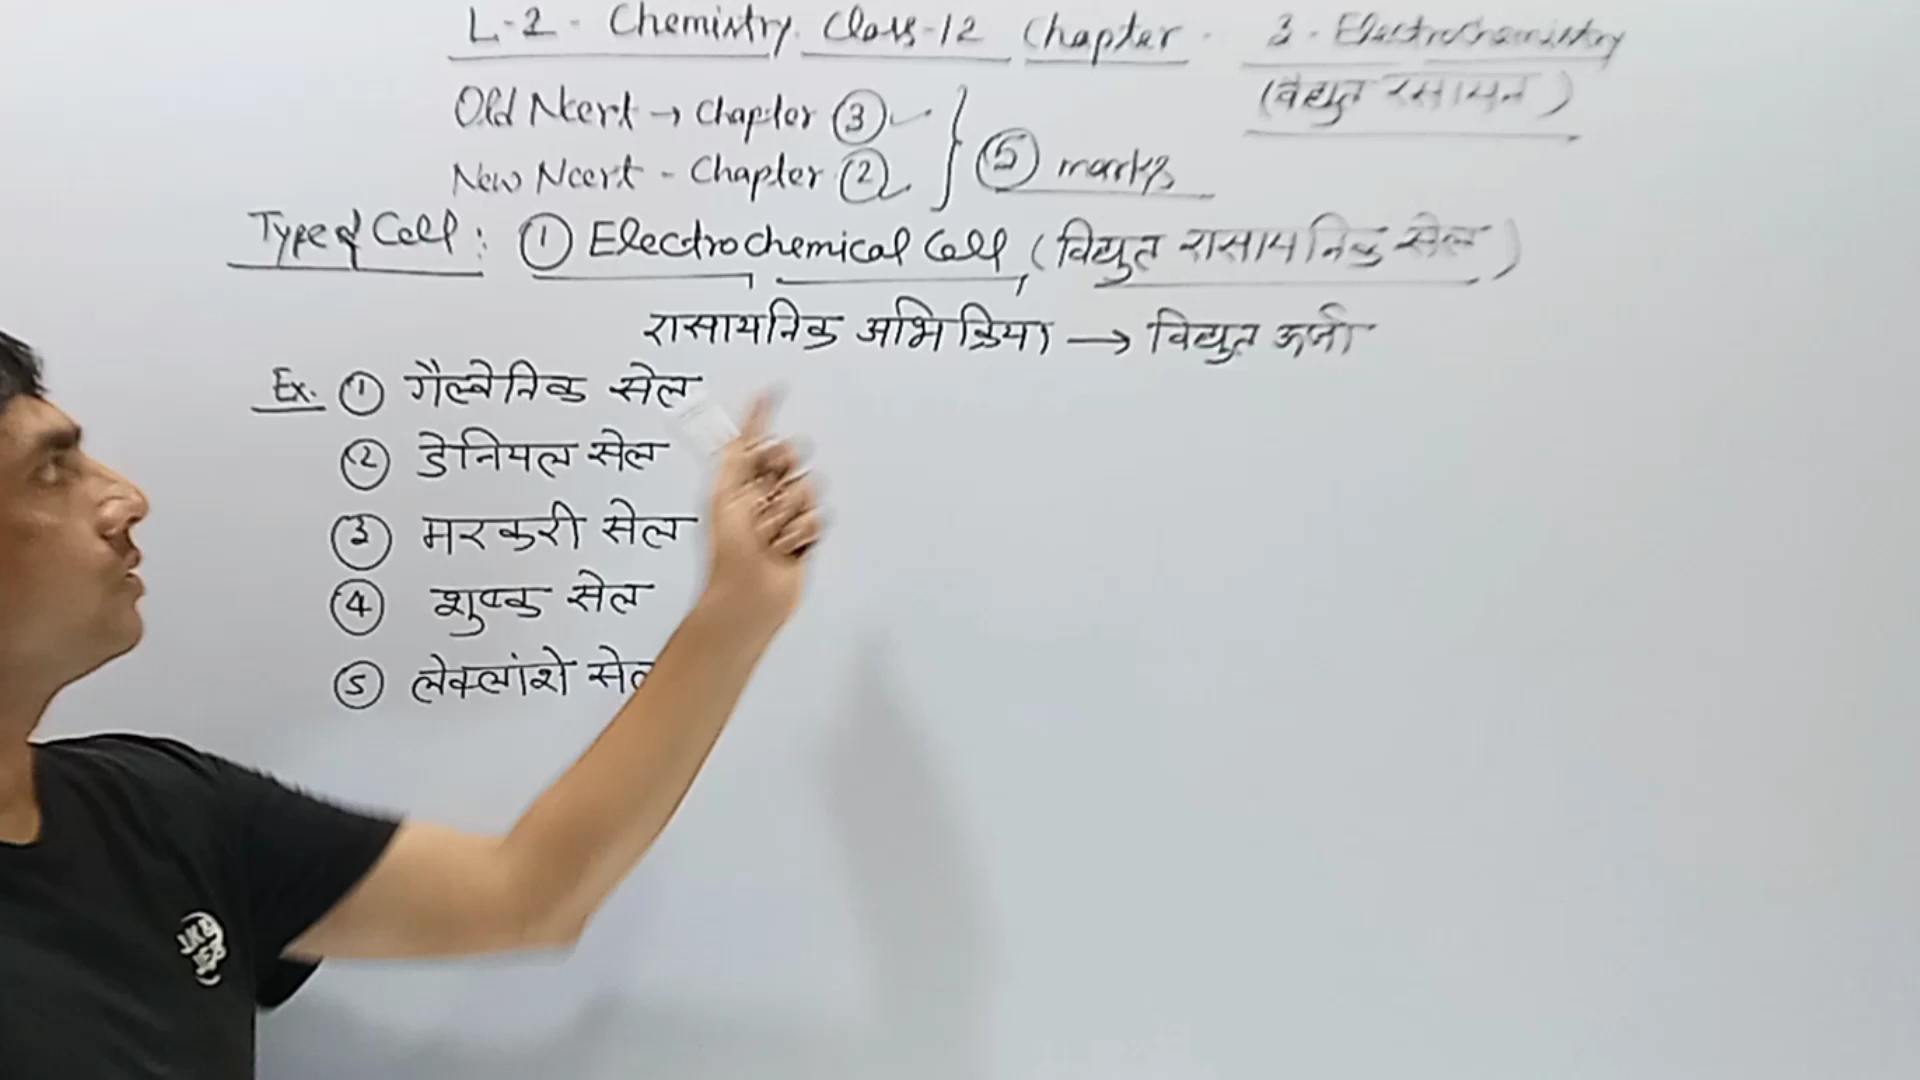 L-2 - Chemistry Class-12 Chapter - 3 - Electrochemistry
(वैद्युत रसायन)
Old Ncert → Chapter ③
New Ncert - Chapter ② } ⑤ marks
Type of Cell : ① Electrochemical Cell (विद्युत रासायनिक सेल)
रासायनिक अभिक्रिया → विद्युत ऊर्जा
Ex. ① गैल्वेनिक सेल
② डेनियल सेल
③ मरकरी सेल
④ शुष्क सेल
⑤ लेक्लांशे सेल